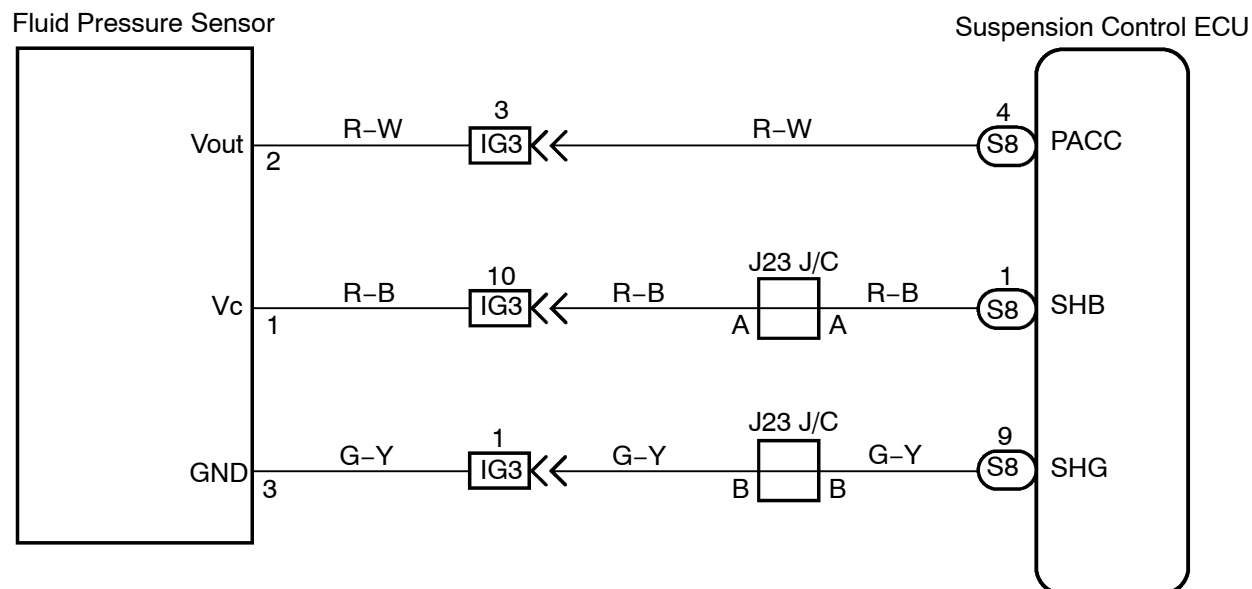 Fluid Pressure Sensor
Suspension Control ECU
Vout
2
R–W
3
IG3
R–W
4
S8
PACC
Vc
1
R–B
10
IG3
R–B
J23 J/C
A
A
R–B
1
S8
SHB
GND
3
G–Y
1
IG3
G–Y
J23 J/C
B
B
G–Y
9
S8
SHG